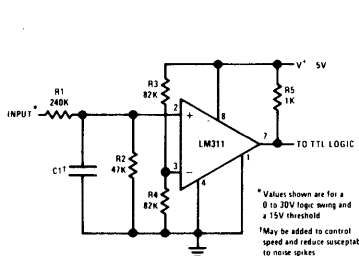 V+ 5V
R3
82K
R5
1K
R1
240K
INPUT*
2
+
8
LM311
7
TO TTL LOGIC
C1†
R2
47K
3
−
1
4
R4
82K
*Values shown are for a
0 to 30V logic swing and
a 15V threshold
†May be added to control
speed and reduce susceptat
to noise spikes